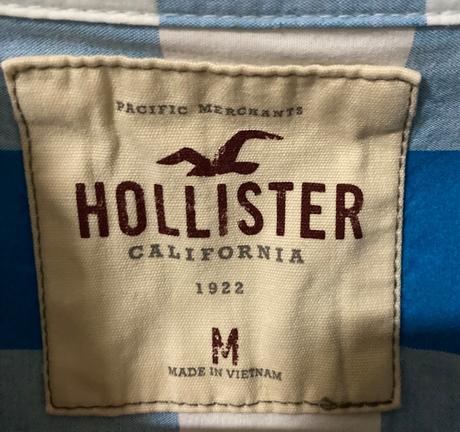 PACIFIC MERCHANTS
HOLLISTER
CALIFORNIA
1922
M
MADE IN VIETNAM